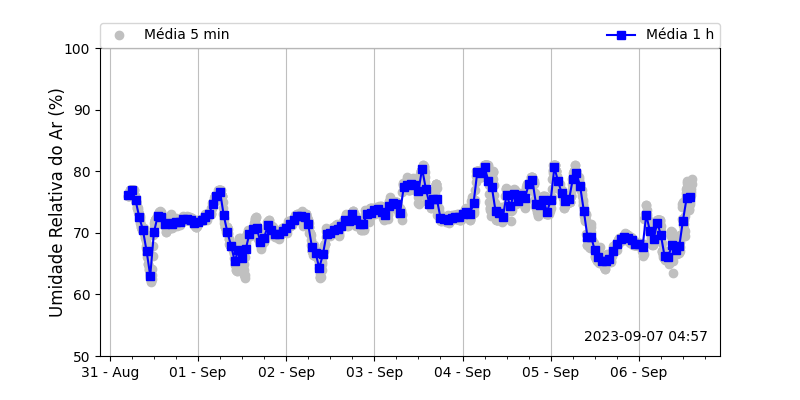 Média 5 min
Média 1 h
Umidade Relativa do Ar (%)
100
90
80
70
60
50
2023-09-07 04:57
31 - Aug
01 - Sep
02 - Sep
03 - Sep
04 - Sep
05 - Sep
06 - Sep